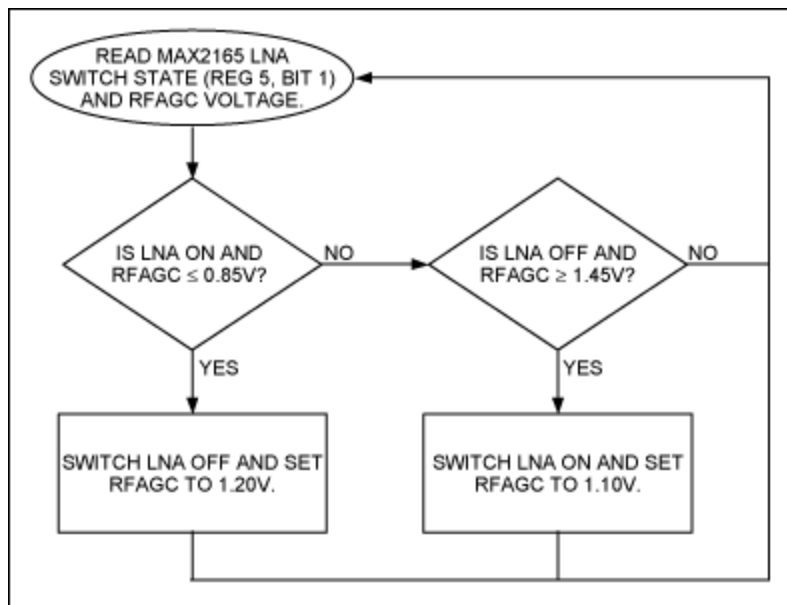 READ MAX2165 LNA
SWITCH STATE (REG 5, BIT 1)
AND RFAGC VOLTAGE.
IS LNA ON AND
RFAGC ≤ 0.85V?
NO
IS LNA OFF AND
RFAGC ≥ 1.45V?
NO
YES
YES
SWITCH LNA OFF AND SET
RFAGC TO 1.20V.
SWITCH LNA ON AND SET
RFAGC TO 1.10V.